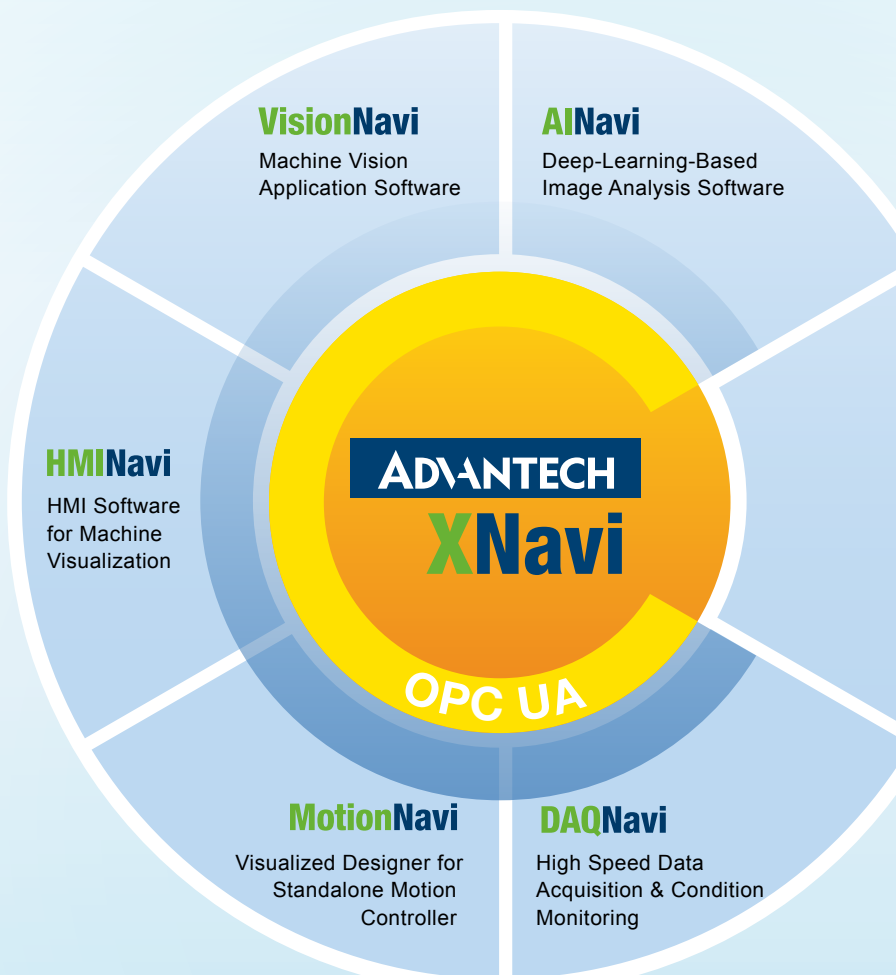 VisionNavi
Machine Vision
Application Software
AINavi
Deep-Learning-Based
Image Analysis Software
HMINavi
HMI Software
for Machine
Visualization
ADVANTECH
XNavi
OPC UA
MotionNavi
Visualized Designer for
Standalone Motion
Controller
DAQNavi
High Speed Data
Acquisition & Condition
Monitoring